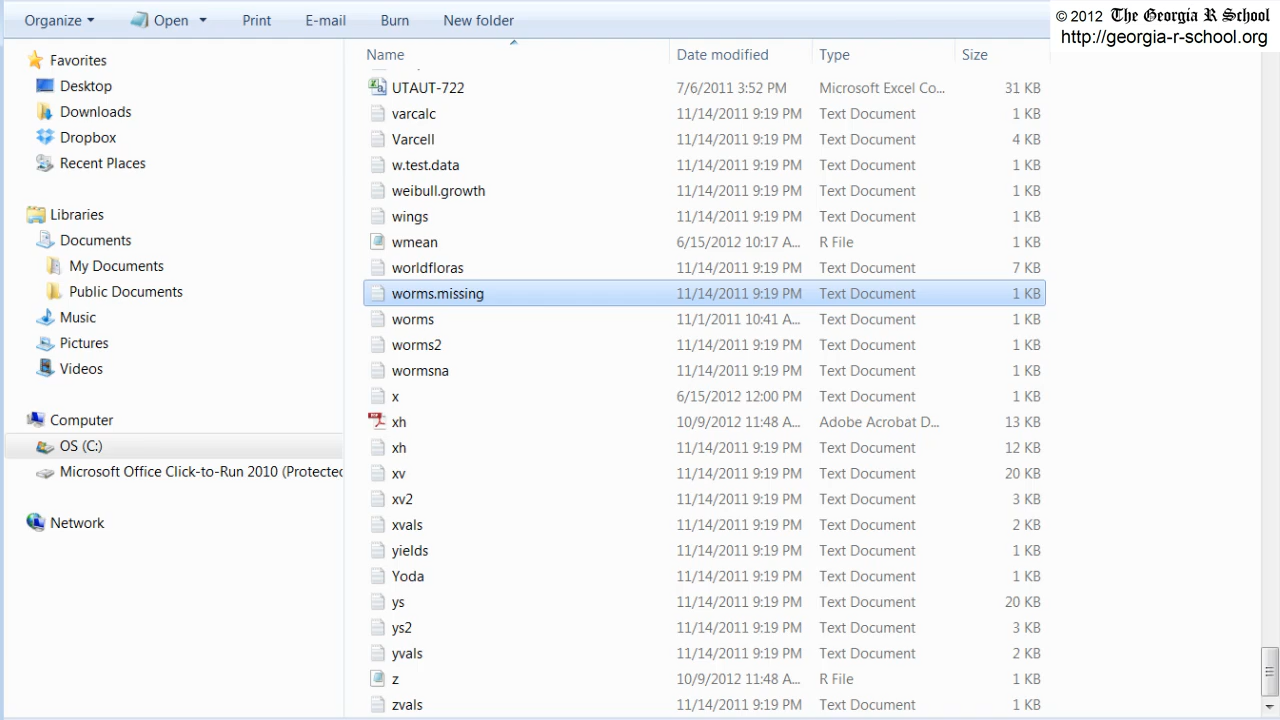 Organize Open Print E-mail Burn New folder
© 2012 The Georgia R School
http://georgia-r-school.org
Name Date modified Type Size
Favorites
Desktop
Downloads
Dropbox
Recent Places
Libraries
Documents
My Documents
Public Documents
Music
Pictures
Videos
Computer
OS (C:)
Microsoft Office Click-to-Run 2010 (Protected
Network
UTAUT-722 7/6/2011 3:52 PM Microsoft Excel Co... 31 KB
varcalc 11/14/2011 9:19 PM Text Document 1 KB
Varcell 11/14/2011 9:19 PM Text Document 4 KB
w.test.data 11/14/2011 9:19 PM Text Document 1 KB
weibull.growth 11/14/2011 9:19 PM Text Document 1 KB
wings 11/14/2011 9:19 PM Text Document 1 KB
wmean 6/15/2012 10:17 A... R File 1 KB
worldfloras 11/14/2011 9:19 PM Text Document 7 KB
worms.missing 11/14/2011 9:19 PM Text Document 1 KB
worms 11/1/2011 10:41 A... Text Document 1 KB
worms2 11/14/2011 9:19 PM Text Document 1 KB
wormsna 11/14/2011 9:19 PM Text Document 1 KB
x 6/15/2012 12:00 PM Text Document 1 KB
xh 10/9/2012 11:48 A... Adobe Acrobat D... 13 KB
xh 11/14/2011 9:19 PM Text Document 12 KB
xv 11/14/2011 9:19 PM Text Document 20 KB
xv2 11/14/2011 9:19 PM Text Document 3 KB
xvals 11/14/2011 9:19 PM Text Document 2 KB
yields 11/14/2011 9:19 PM Text Document 1 KB
Yoda 11/14/2011 9:19 PM Text Document 1 KB
ys 11/14/2011 9:19 PM Text Document 20 KB
ys2 11/14/2011 9:19 PM Text Document 3 KB
yvals 11/14/2011 9:19 PM Text Document 2 KB
z 10/9/2012 11:48 A... R File 1 KB
zvals 11/14/2011 9:19 PM Text Document 1 KB